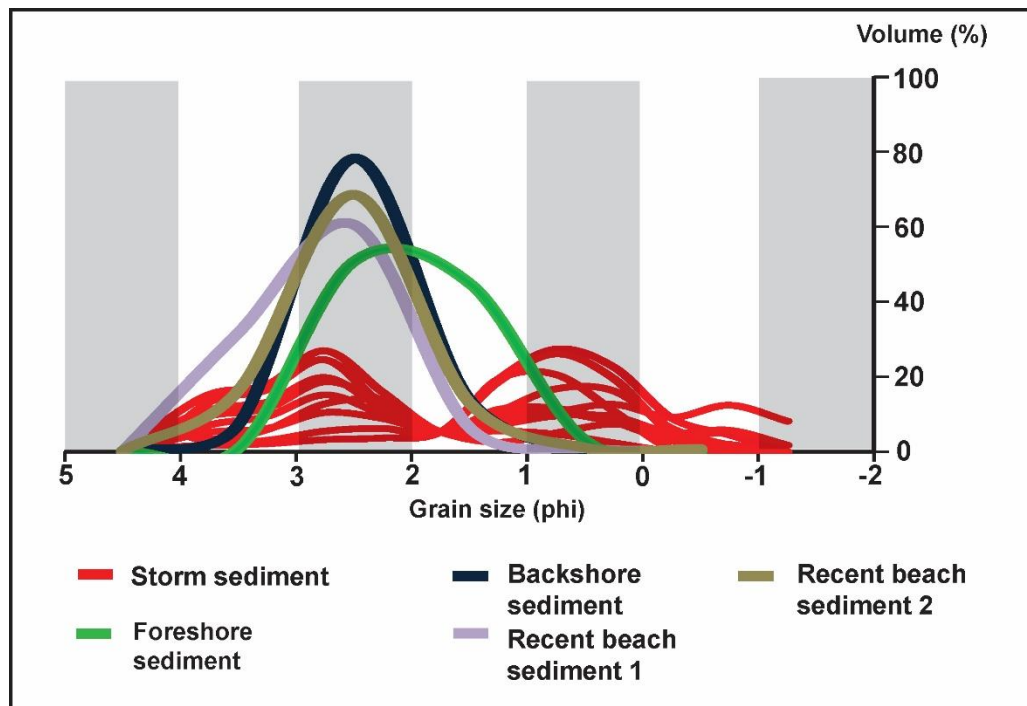 Volume (%)
100
80
60
40
20
0
5 4 3 2 1 0 -1 -2
Grain size (phi)
Storm sediment
Foreshore
sediment
Backshore
sediment
Recent beach
sediment 1
Recent beach
sediment 2